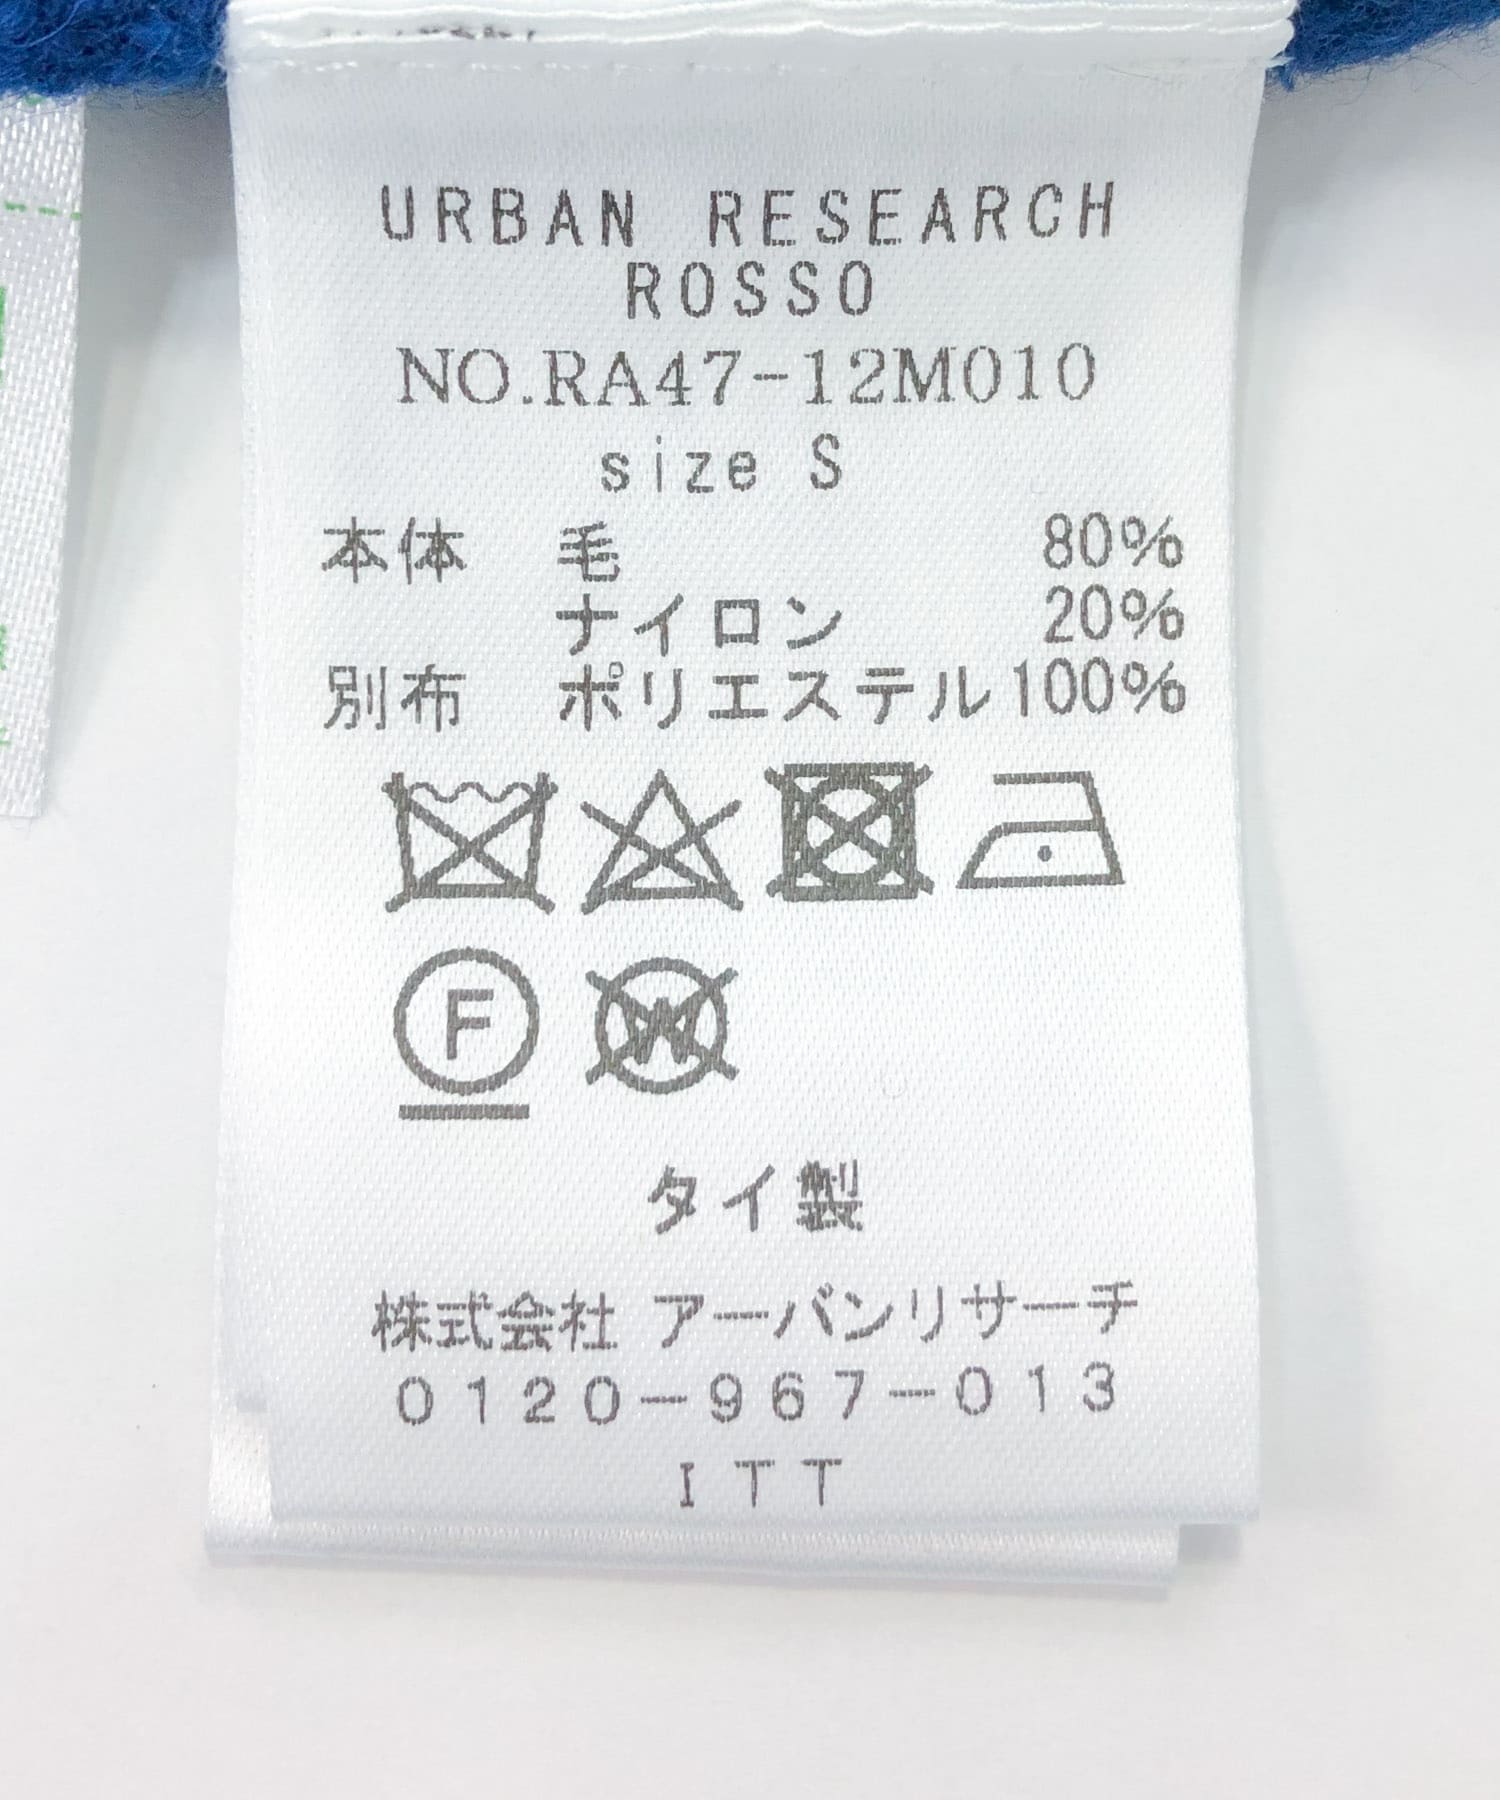 URBAN RESEARCH
ROSSO
NO.RA47-12M010
size S
本体 毛 80%
ナイロン 20%
別布 ポリエステル100%
F W
タイ製
株式会社 アーバンリサーチ
0120-967-013
ITT